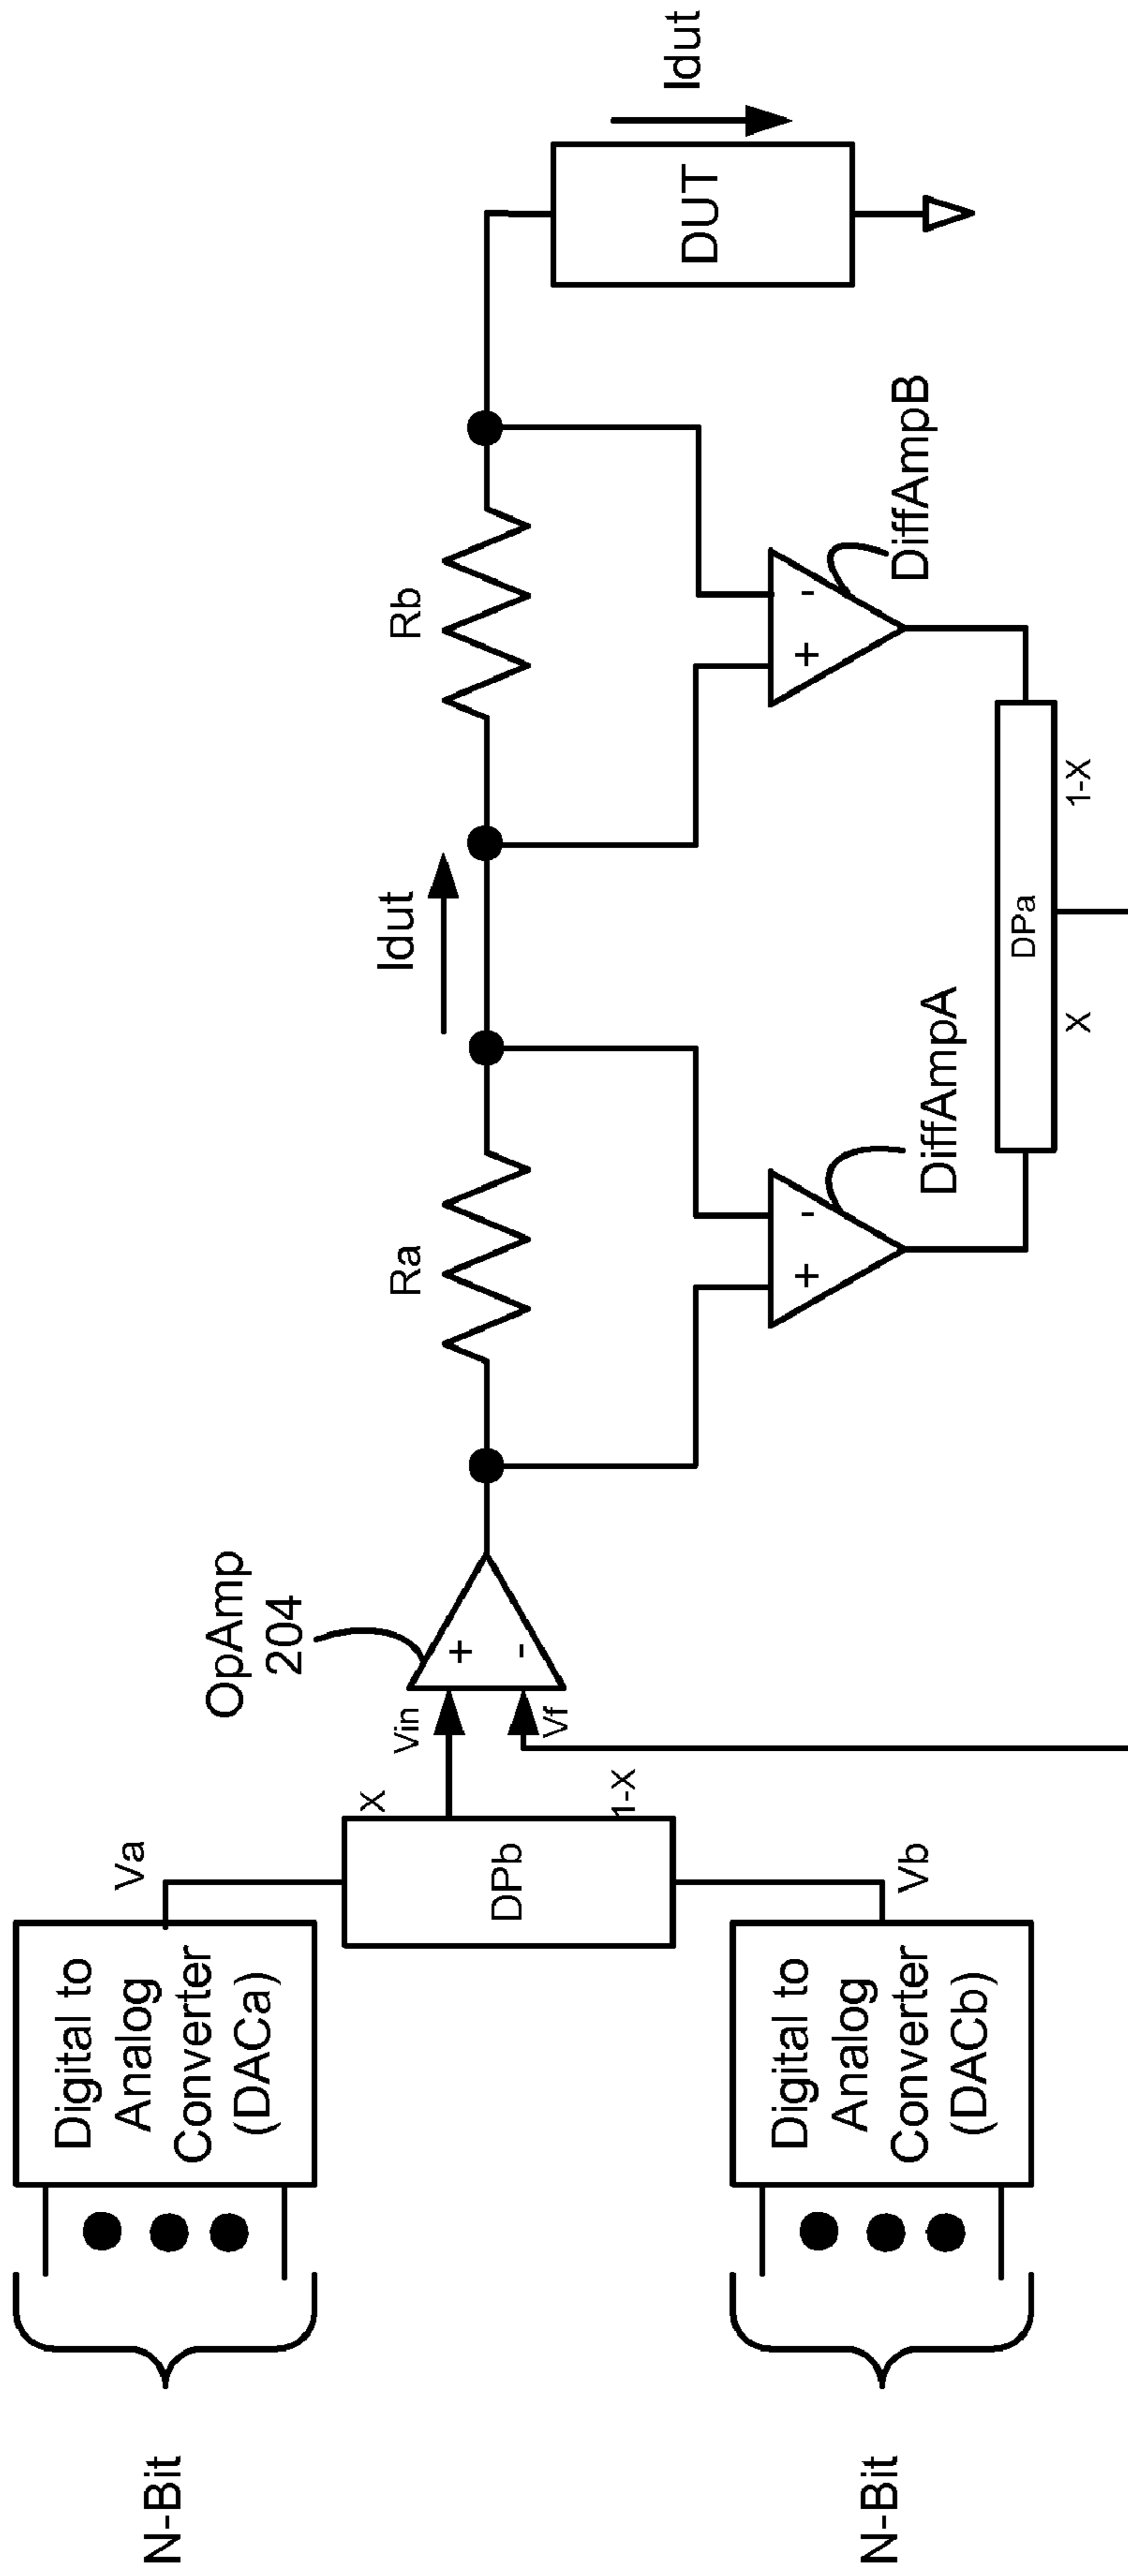 N-Bit
Digital to
Analog
Converter
(DACa)
Va
N-Bit
Digital to
Analog
Converter
(DACb)
Vb
X
DPb
1-X
Vin
Vf
OpAmp
204
+
-
Ra
Idut
Rb
+
-
DiffAmpA
+
-
DiffAmpB
X
DPa
1-X
DUT
Idut